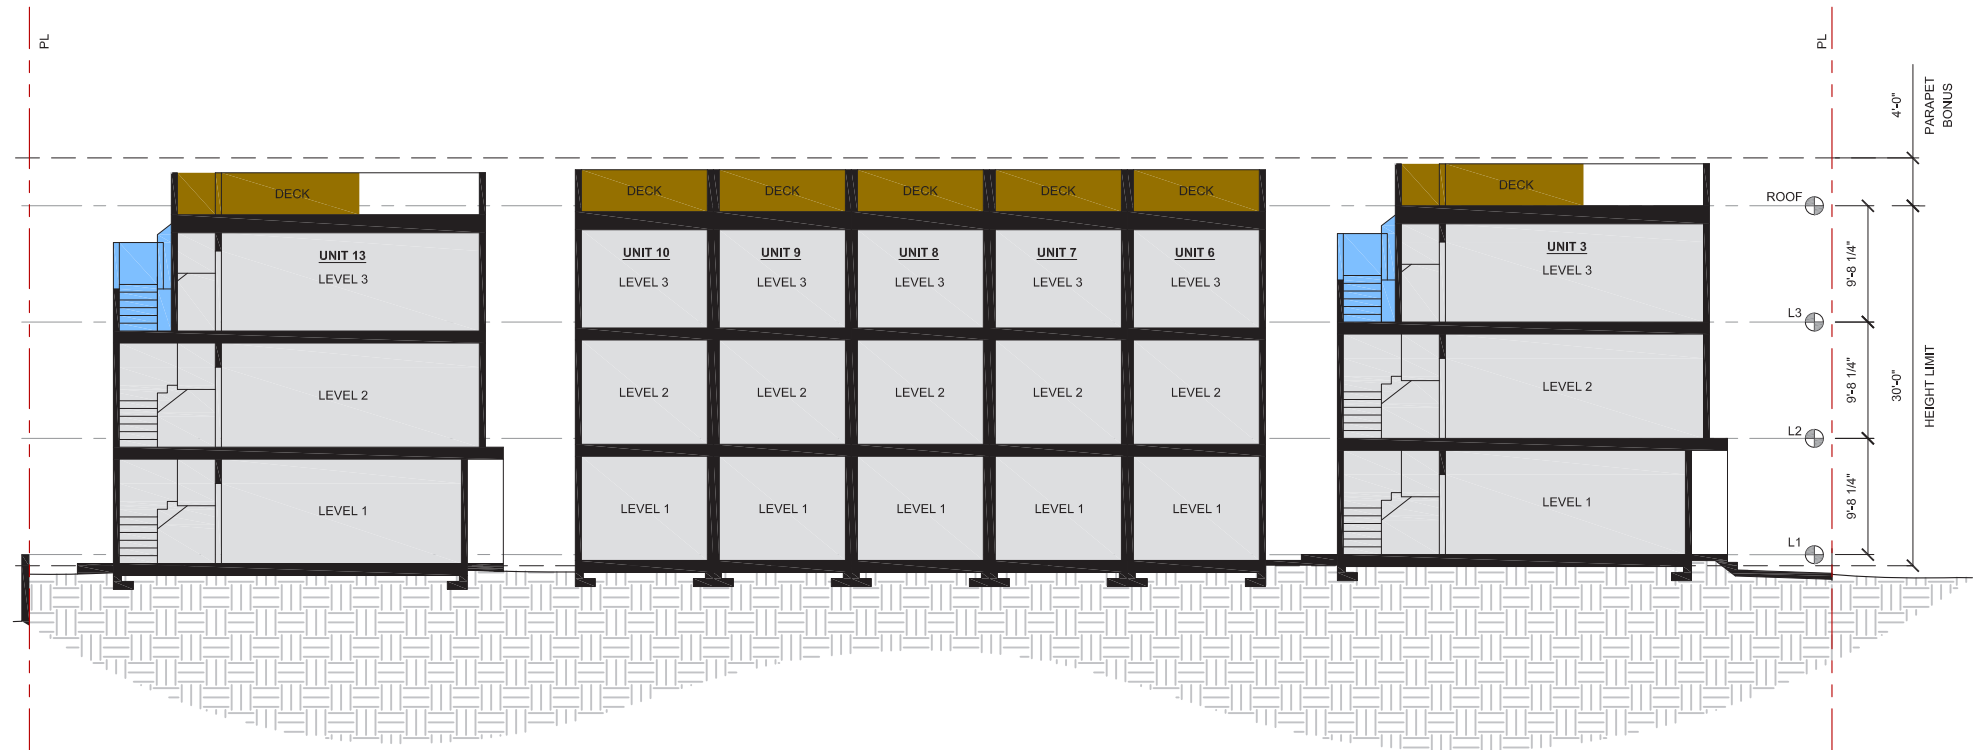 PL
PL
4'-0"
PARAPET
BONUS
DECK
DECK
DECK
DECK
DECK
DECK
DECK
ROOF
UNIT 13
LEVEL 3
UNIT 10
LEVEL 3
UNIT 9
LEVEL 3
UNIT 8
LEVEL 3
UNIT 7
LEVEL 3
UNIT 6
LEVEL 3
UNIT 3
LEVEL 3
9'-8 1/4"
L3
LEVEL 2
LEVEL 2
LEVEL 2
LEVEL 2
LEVEL 2
LEVEL 2
LEVEL 2
9'-8 1/4"
30'-0"
HEIGHT LIMIT
L2
LEVEL 1
LEVEL 1
LEVEL 1
LEVEL 1
LEVEL 1
LEVEL 1
LEVEL 1
9'-8 1/4"
L1